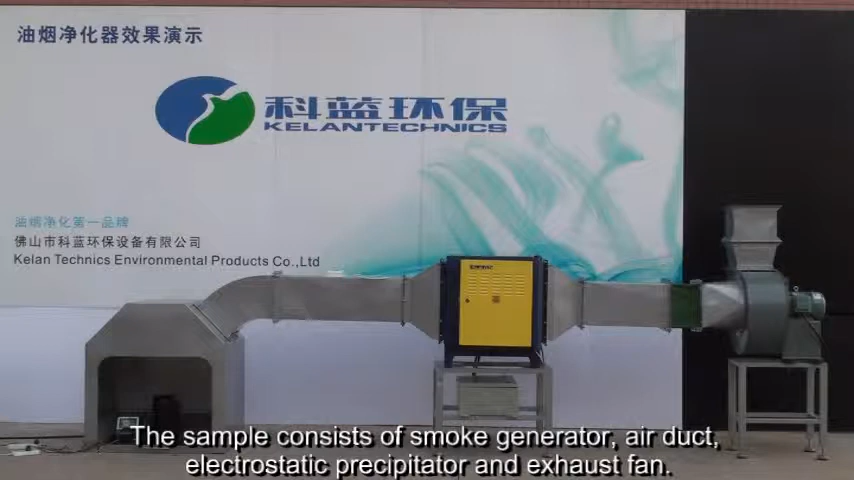 油烟净化器效果演示
科蓝环保
KELANTECHNICS
油烟净化第一品牌
佛山市科蓝环保设备有限公司
Kelan Technics Environmental Products Co.,Ltd
The sample consists of smoke generator, air duct,
electrostatic precipitator and exhaust fan.